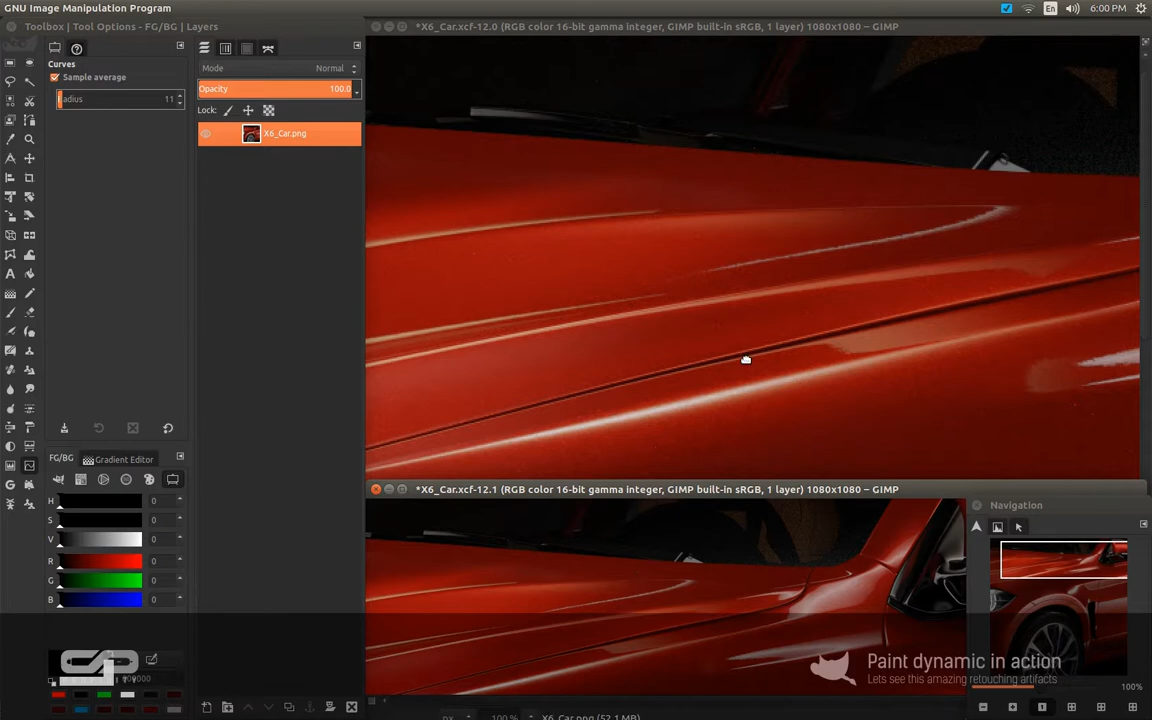 GNU Image Manipulation Program
En
6:00 PM
Toolbox | Tool Options - FG/BG | Layers
*X6_Car.xcf-12.0 (RGB color 16-bit gamma integer, GIMP built-in sRGB, 1 layer) 1080x1080 – GIMP
Curves
Sample average
adius 11
Mode Normal
Opacity 100.0
Lock:
X6_Car.png
FG/BG Gradient Editor
H 0
S 0
V 0
R 0
G 0
B 0
*X6_Car.xcf-12.1 (RGB color 16-bit gamma integer, GIMP built-in sRGB, 1 layer) 1080x1080 – GIMP
Navigation
Paint dynamic in action
Lets see this amazing retouching artifacts
100%
px 100 % X6_Car.png (52.1 MB)